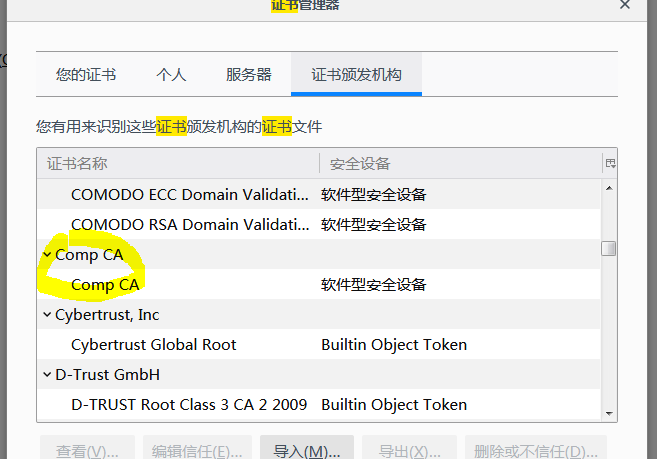 证书管理器
您的证书 个人 服务器 证书颁发机构
您有用来识别这些证书颁发机构的证书文件
证书名称 安全设备
COMODO ECC Domain Validati... 软件型安全设备
COMODO RSA Domain Validati... 软件型安全设备
Comp CA
Comp CA 软件型安全设备
Cybertrust, Inc
Cybertrust Global Root Builtin Object Token
D-Trust GmbH
D-TRUST Root Class 3 CA 2 2009 Builtin Object Token
查看(V)... 编辑信任(E)... 导入(M)... 导出(X)... 删除或不信任(D)...